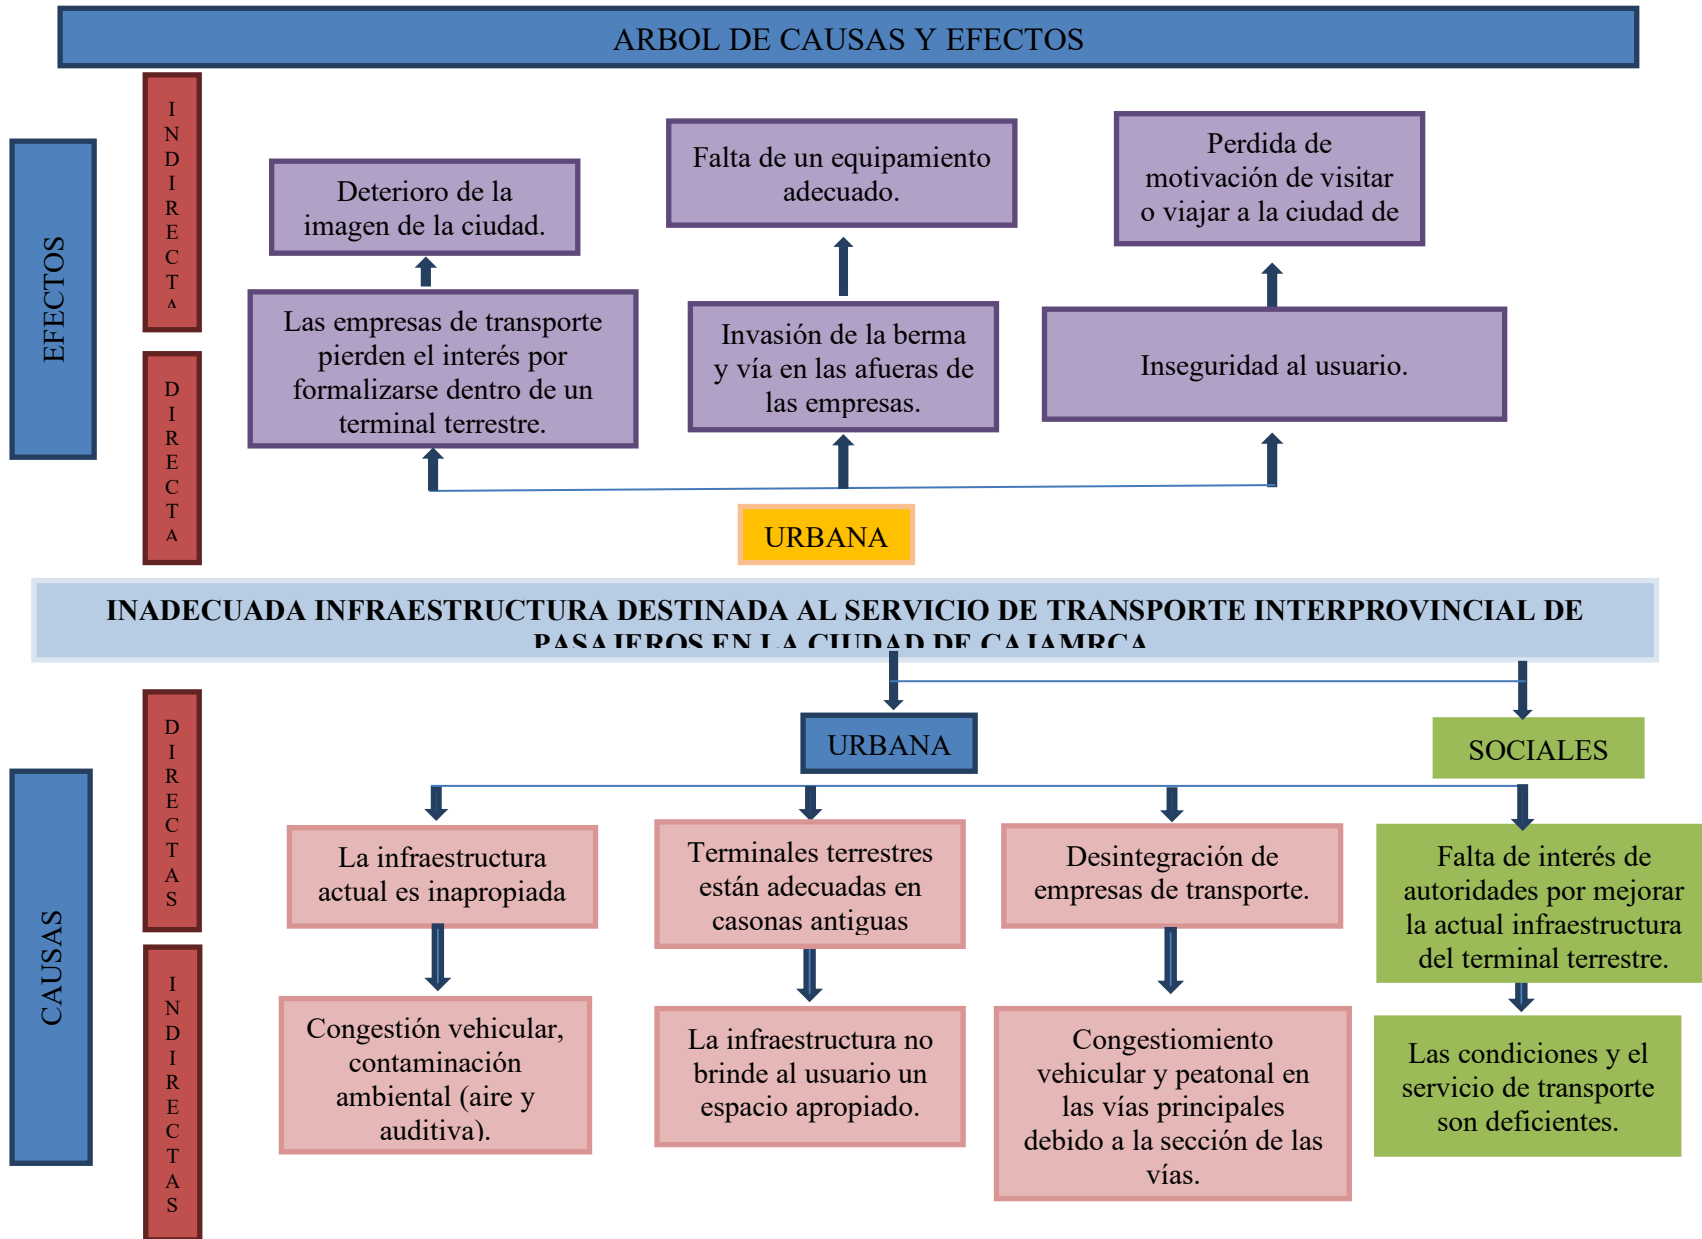 ARBOL DE CAUSAS Y EFECTOS
EFECTOS
INDIRECTA
Deterioro de la
imagen de la ciudad.
Falta de un equipamiento
adecuado.
Perdida de
motivación de visitar
o viajar a la ciudad de
DIRECTA
Las empresas de transporte
pierden el interés por
formalizarse dentro de un
terminal terrestre.
Invasión de la berma
y vía en las afueras de
las empresas.
Inseguridad al usuario.
URBANA
INADECUADA INFRAESTRUCTURA DESTINADA AL SERVICIO DE TRANSPORTE INTERPROVINCIAL DE
PASAJEROS EN LA CIUDAD DE CAJAMRCA
CAUSAS
DIRECTAS
URBANA
SOCIALES
La infraestructura
actual es inapropiada
Terminales terrestres
están adecuadas en
casonas antiguas
Desintegración de
empresas de transporte.
Falta de interés de
autoridades por mejorar
la actual infraestructura
del terminal terrestre.
INDIRECTAS
Congestión vehicular,
contaminación
ambiental (aire y
auditiva).
La infraestructura no
brinde al usuario un
espacio apropiado.
Congestiomiento
vehicular y peatonal en
las vías principales
debido a la sección de las
vías.
Las condiciones y el
servicio de transporte
son deficientes.